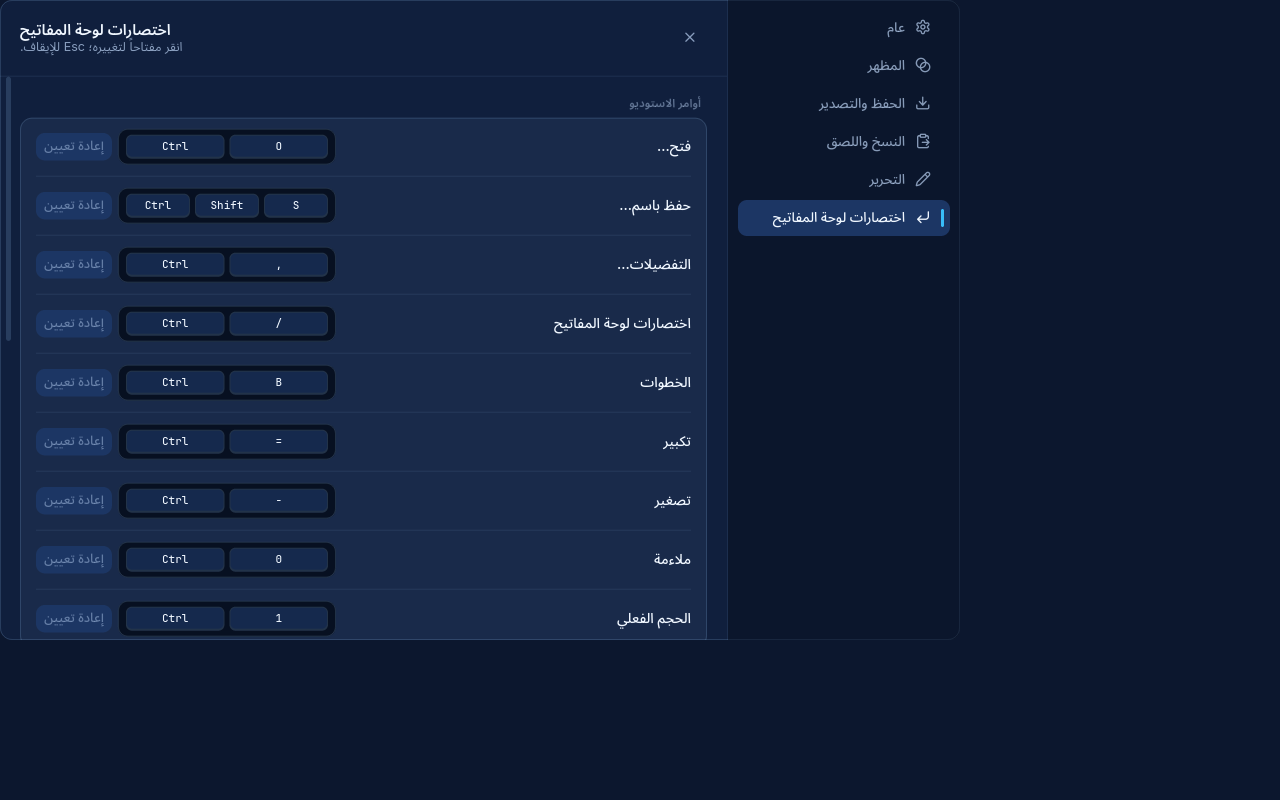 عام
المظهر
الحفظ والتصدير
النسخ واللصق
التحرير
اختصارات لوحة المفاتيح
اختصارات لوحة المفاتيح
انقر مفتاحاً لتغييره؛ Esc للإيقاف.
أوامر الاستوديو
فتح... Ctrl O إعادة تعيين
حفظ باسم... Ctrl Shift S إعادة تعيين
التفضيلات... Ctrl , إعادة تعيين
اختصارات لوحة المفاتيح Ctrl / إعادة تعيين
الخطوات Ctrl B إعادة تعيين
تكبير Ctrl = إعادة تعيين
تصغير Ctrl - إعادة تعيين
ملاءمة Ctrl 0 إعادة تعيين
الحجم الفعلي Ctrl 1 إعادة تعيين